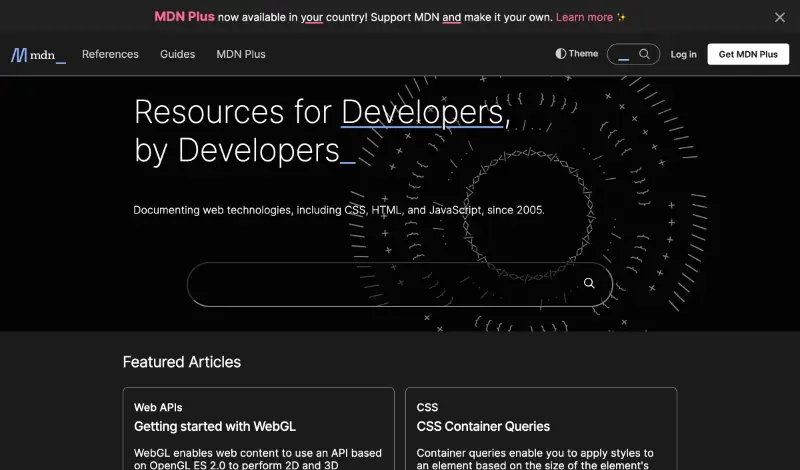 MDN Plus now available in your country! Support MDN and make it your own. Learn more ✨
mdn_ References Guides MDN Plus Theme Log in Get MDN Plus
Resources for Developers,
by Developers_
Documenting web technologies, including CSS, HTML, and JavaScript, since 2005.
Featured Articles
Web APIs
Getting started with WebGL
WebGL enables web content to use an API based
on OpenGL ES 2.0 to perform 2D and 3D
CSS
CSS Container Queries
Container queries enable you to apply styles to
an element based on the size of the element's